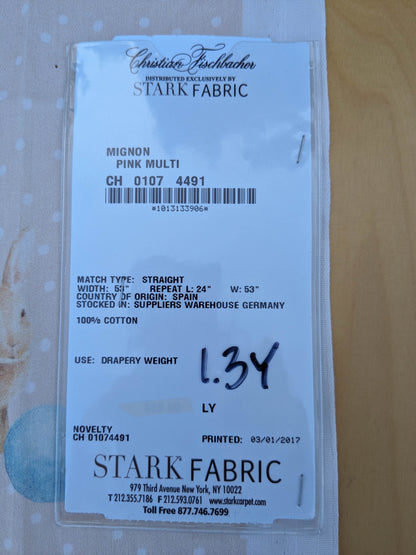 Christian Fischbacher
DISTRIBUTED EXCLUSIVELY BY
STARK FABRIC
MIGNON
PINK MULTI
CH 0107 4491
*1013133906*
MATCH TYPE: STRAIGHT
WIDTH: 53" REPEAT L: 24" W: 53"
COUNTRY OF ORIGIN: SPAIN
STOCKED IN: SUPPLIERS WAREHOUSE GERMANY
100% COTTON
USE: DRAPERY WEIGHT
1.3Y
LY
NOVELTY
CH 01074491
PRINTED: 03/01/2017
STARK FABRIC
979 Third Avenue New York, NY 10022
T 212.355.7186 F 212.593.0761 www.starkcarpet.com
Toll Free 877.746.7699